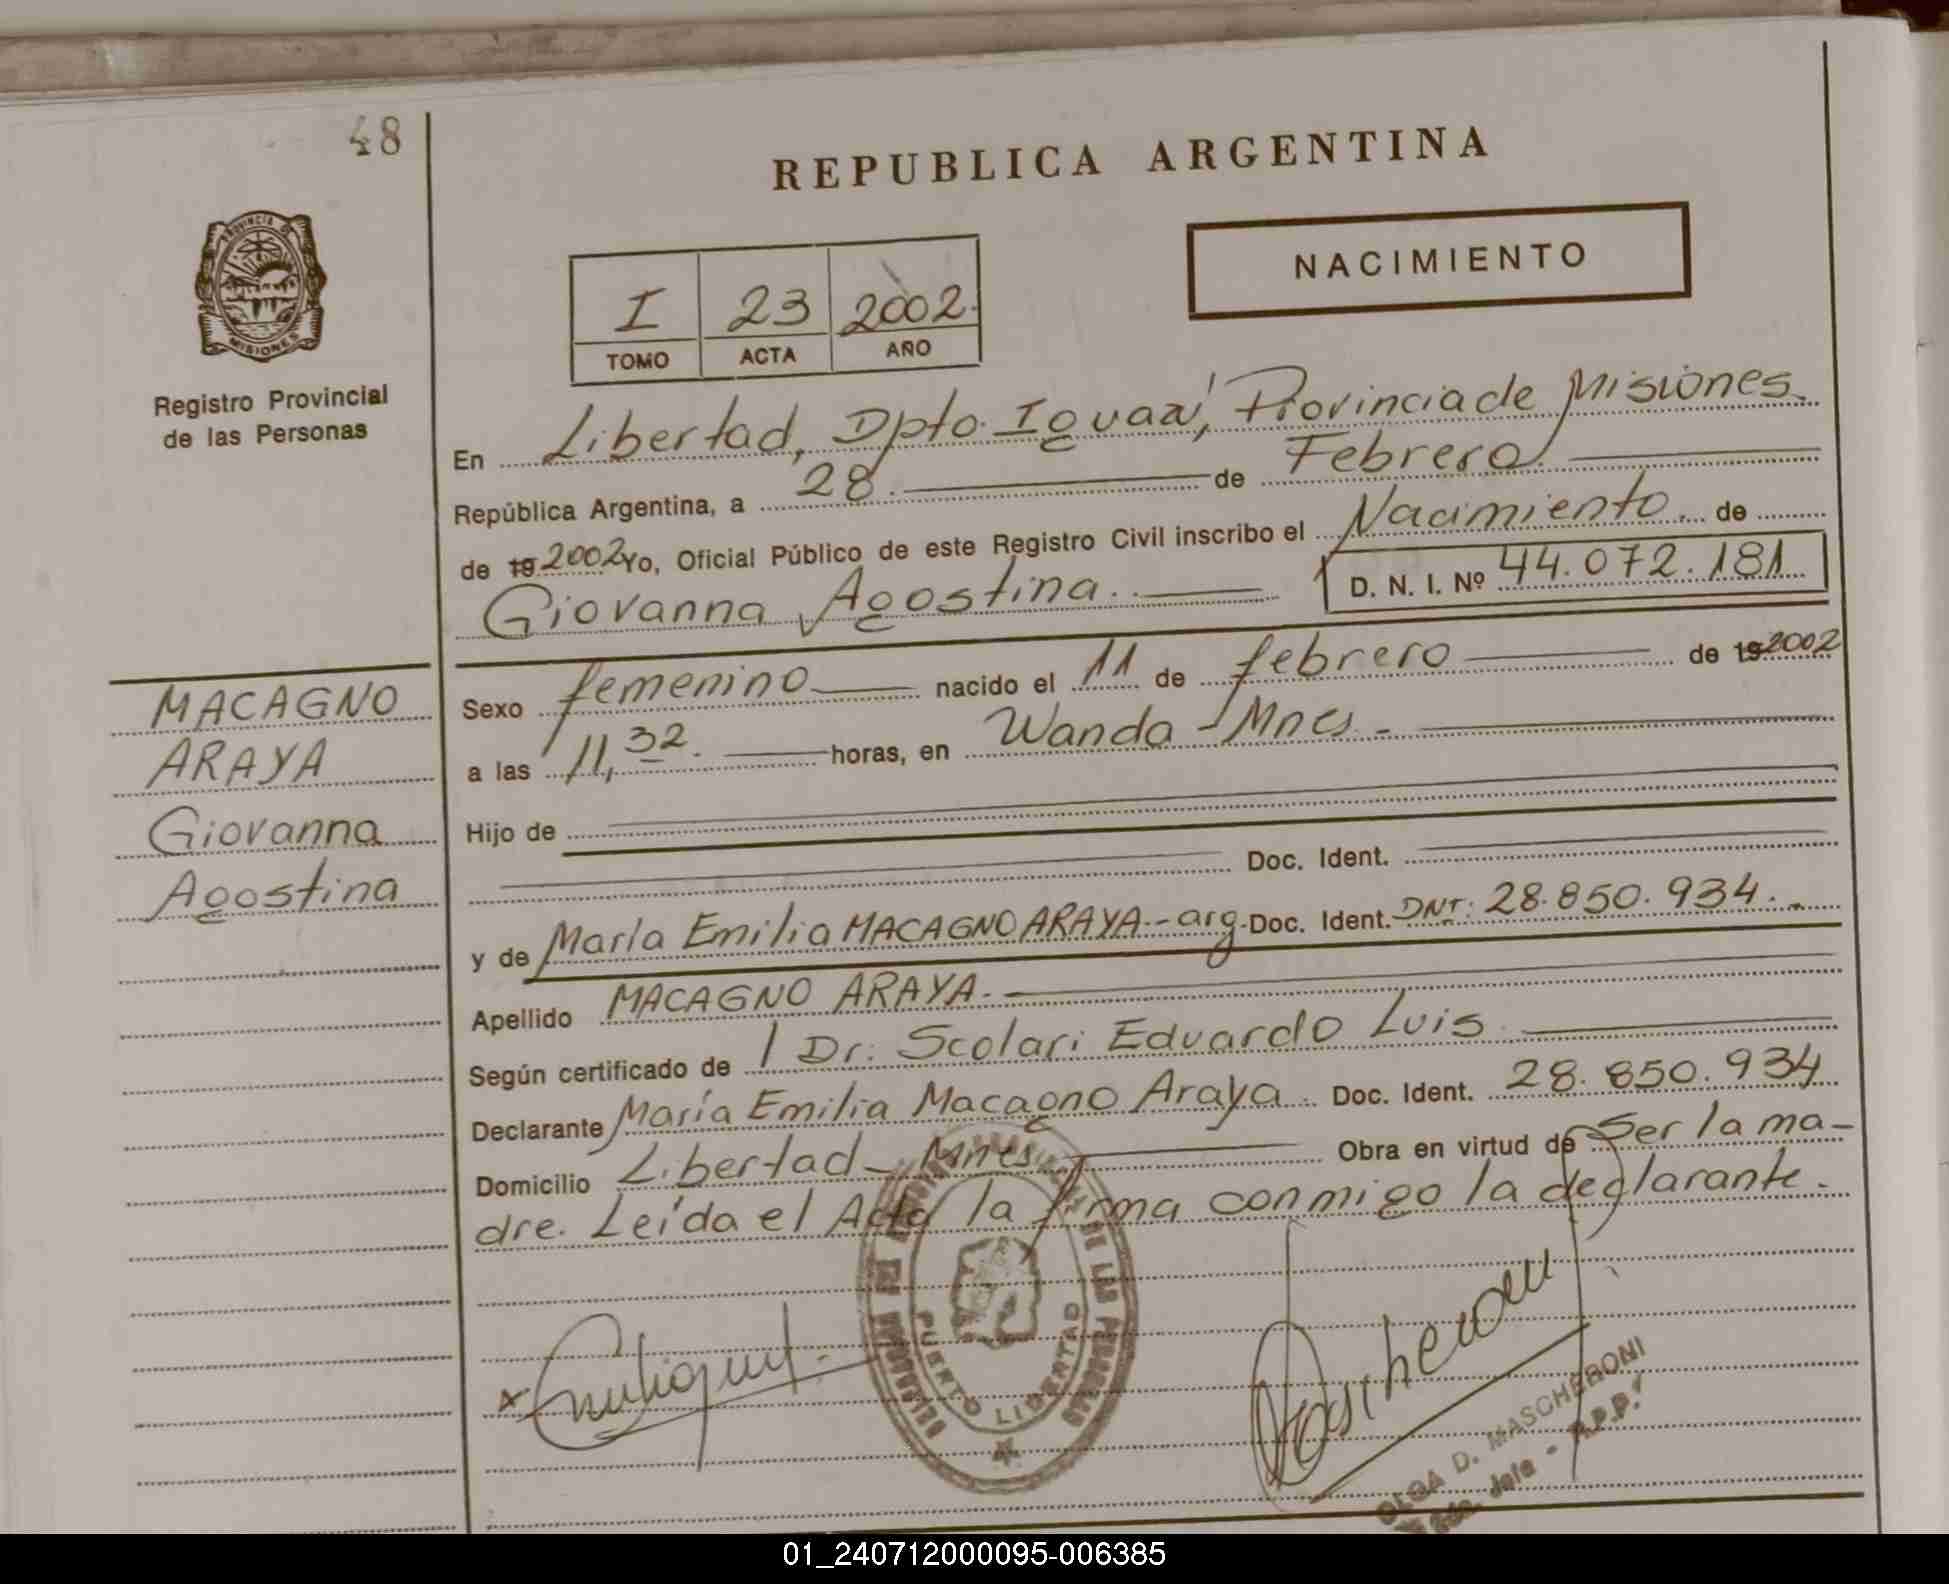 48
REPUBLICA ARGENTINA
PROVINCIA D
MISIONES
NACIMIENTO
I 23 2002.
TOMO ACTA AÑO
Registro Provincial
de las Personas
En Libertad, Dpto. Iguazú, Provincia de Misiones.
República Argentina, a 28. de Febrero.
de 19 2002 Yo, Oficial Público de este Registro Civil inscribo el Nacimiento. de
Giovanna Agostina. D. N. I. Nº 44.072.181
MACAGNO
ARAYA
Giovanna
Agostina
Sexo femenino nacido el 11 de febrero de 19 2002
a las 11,32. horas, en Wanda - Mnes. -
Hijo de
Doc. Ident.
y de María Emilia MACAGNO ARAYA.- arg. Doc. Ident. DNI: 28.850.934.-
Apellido MACAGNO ARAYA.
Según certificado de Dr. Scolari Eduardo Luis
Declarante María Emilia Macagno Araya. Doc. Ident. 28.850.934
Domicilio Libertad - Mnes. Obra en virtud de Ser la ma-
dre. Leída el Acta la firma conmigo la declarante.
PUERTO LIBERTAD
DE LAS PERSONAS
OLGA D. MASCHERONI
Jefe - R.P.P.
01_240712000095-006385